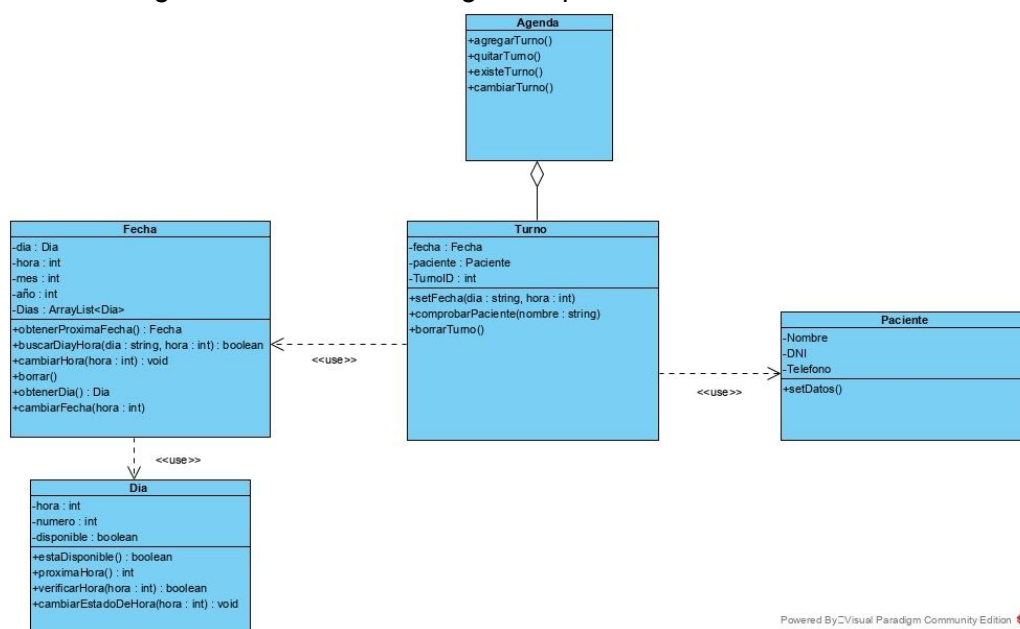 Agenda
+agregarTurno()
+quitarTurno()
+existeTurno()
+cambiarTurno()
Fecha
-dia : Dia
-hora : int
-mes : int
-año : int
-Dias : ArrayList<Dia>
+obtenerProximaFecha() : Fecha
+buscarDiayHora(dia : string, hora : int) : boolean
+cambiarHora(hora : int) : void
+borrar()
+obtenerDia() : Dia
+cambiarFecha(hora : int)
<<use>>
Turno
-fecha : Fecha
-paciente : Paciente
-TurnoID : int
+setFecha(dia : string, hora : int)
+comprobarPaciente(nombre : string)
+borrarTurno()
<<use>>
Paciente
-Nombre
-DNI
-Telefono
+setDatos()
<<use>>
Dia
-hora : int
-numero : int
-disponible : boolean
+estaDisponible() : boolean
+proximaHora() : int
+verificarHora(hora : int) : boolean
+cambiarEstadoDeHora(hora : int) : void
Powered By Visual Paradigm Community Edition